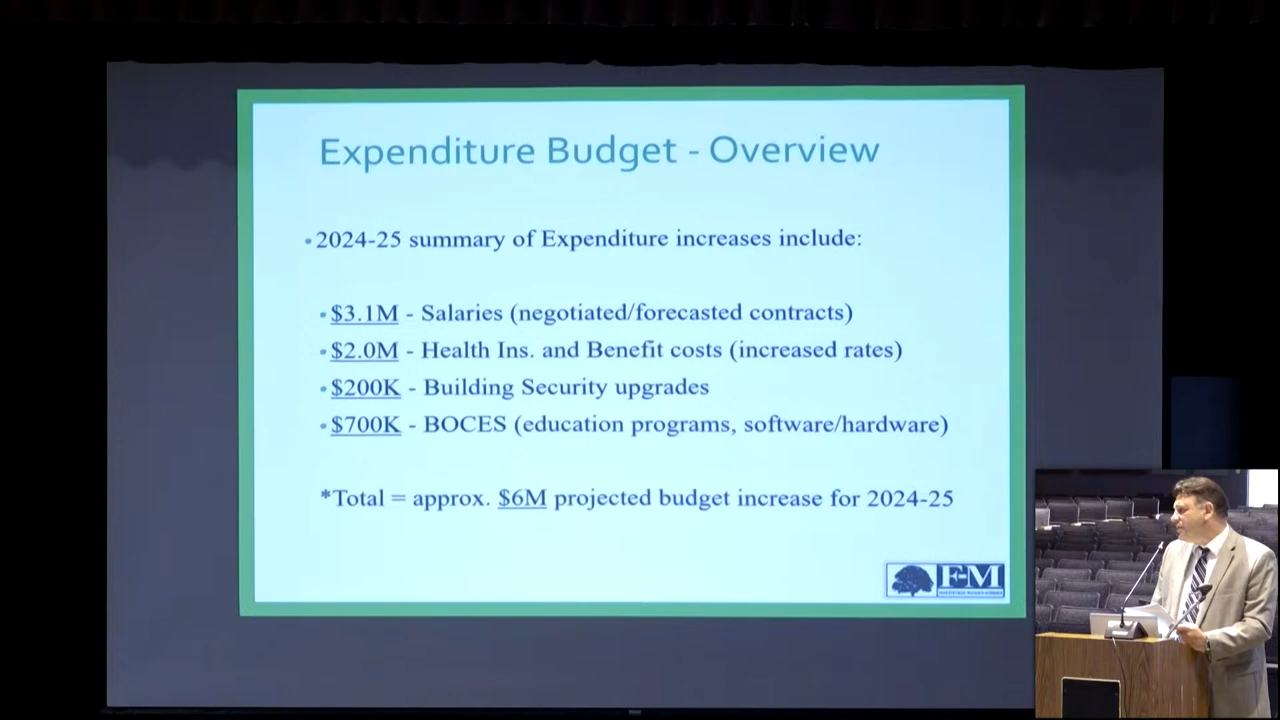 Expenditure Budget - Overview
• 2024-25 summary of Expenditure increases include:
• $3.1M - Salaries (negotiated/forecasted contracts)
• $2.0M - Health Ins. and Benefit costs (increased rates)
• $200K - Building Security upgrades
• $700K - BOCES (education programs, software/hardware)
*Total = approx. $6M projected budget increase for 2024-25
F-M